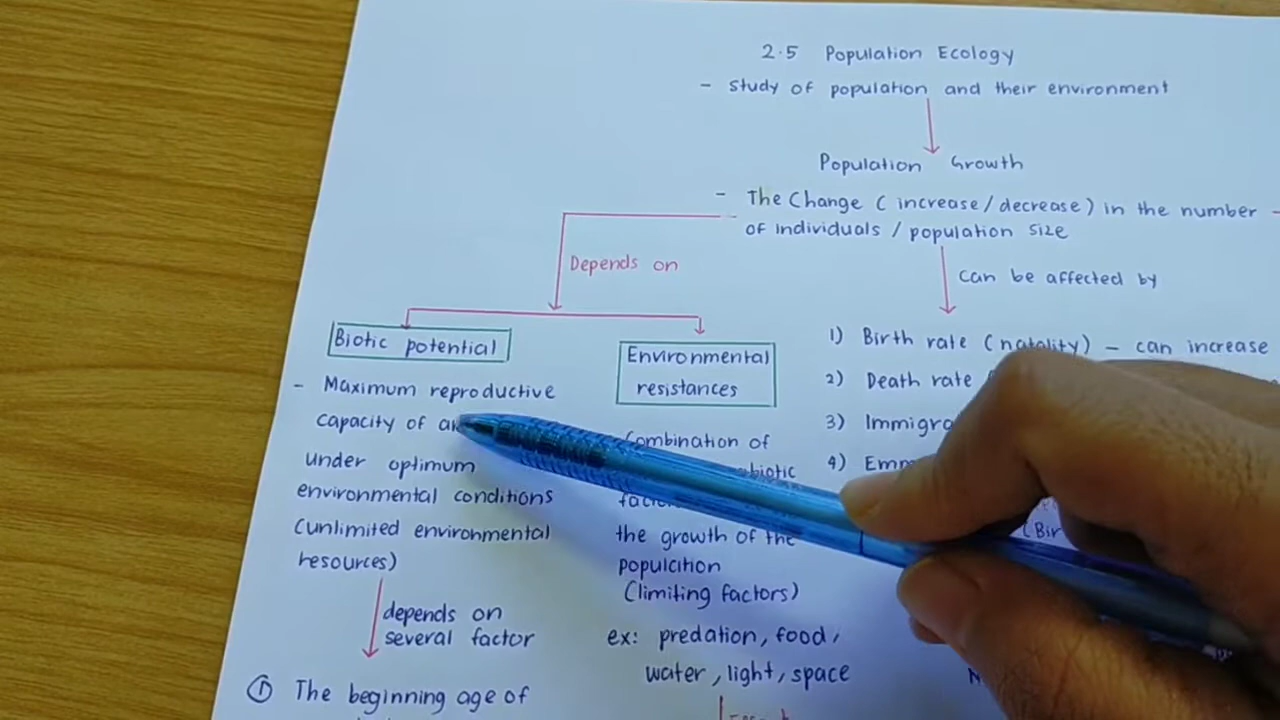 2.5 Population Ecology
- Study of population and their environment
Population Growth
- The Change ( increase / decrease ) in the number
of individuals / population size
Depends on
can be affected by
Biotic potential
- Maximum reproductive
capacity of
under optimum
environmental conditions
(unlimited environmental
resources)
depends on
several factor
① The beginning age of
Environmental
resistances
Combination of
the growth of the
population
(limiting factors)
ex: predation, food,
water, light, space
1) Birth rate (natality) - can increase
2) Death rate
3)
4)